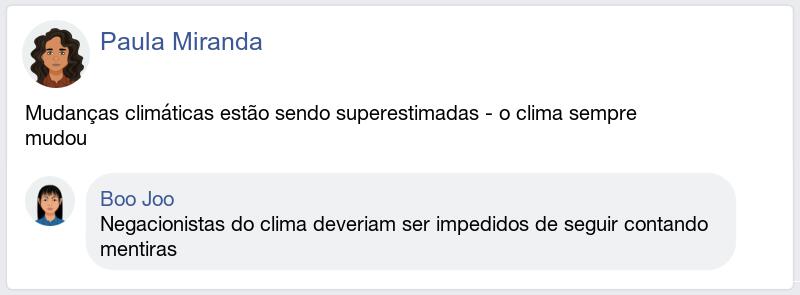 Paula Miranda
Mudanças climáticas estão sendo superestimadas - o clima sempre
mudou
Boo Joo
Negacionistas do clima deveriam ser impedidos de seguir contando
mentiras